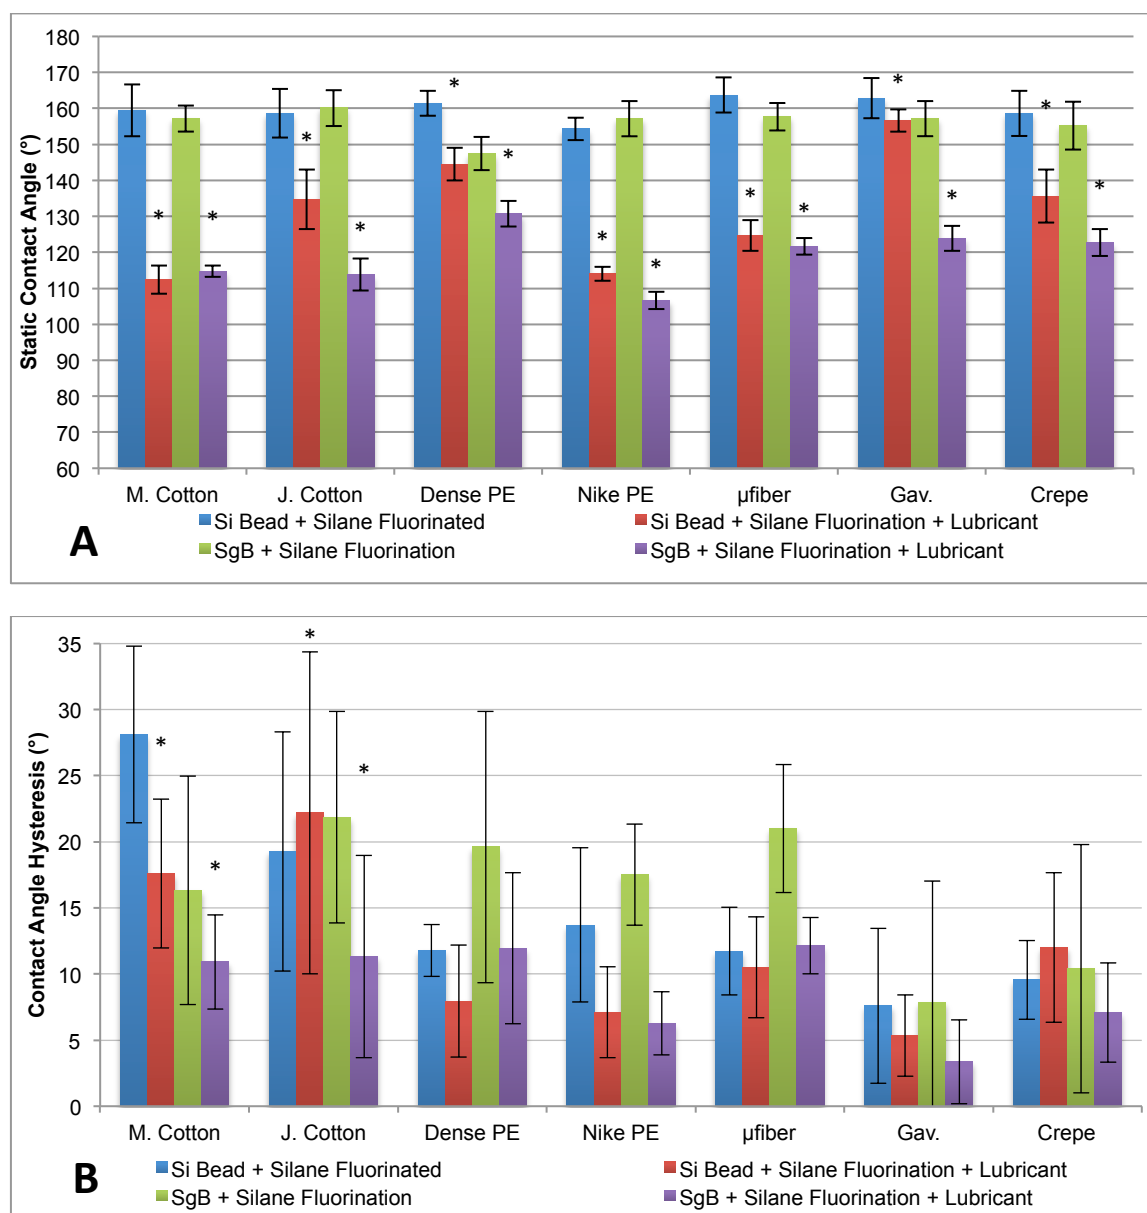 180
170
160
150
140
130
120
110
100
90
80
70
60
Static Contact Angle (°)
* * * * * * * * * * * * * *
M. Cotton J. Cotton Dense PE Nike PE µfiber Gav. Crepe
A
Si Bead + Silane Fluorinated Si Bead + Silane Fluorination + Lubricant
SgB + Silane Fluorination SgB + Silane Fluorination + Lubricant
35
30
25
20
15
10
5
0
Contact Angle Hysteresis (°)
* * * *
M. Cotton J. Cotton Dense PE Nike PE µfiber Gav. Crepe
B
Si Bead + Silane Fluorinated Si Bead + Silane Fluorination + Lubricant
SgB + Silane Fluorination SgB + Silane Fluorination + Lubricant